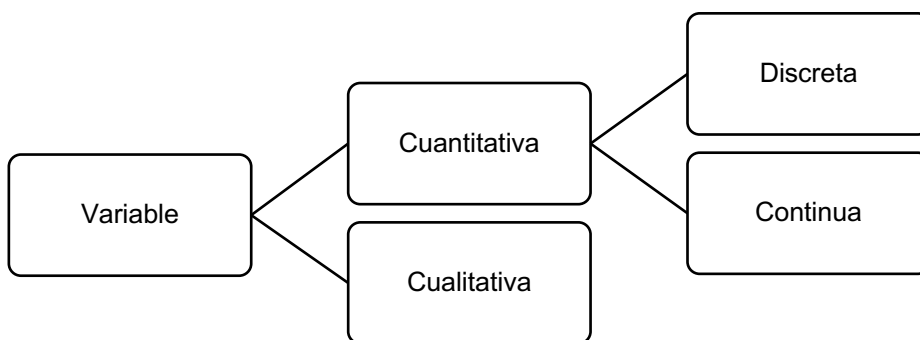 Variable
Cuantitativa
Cualitativa
Discreta
Continua